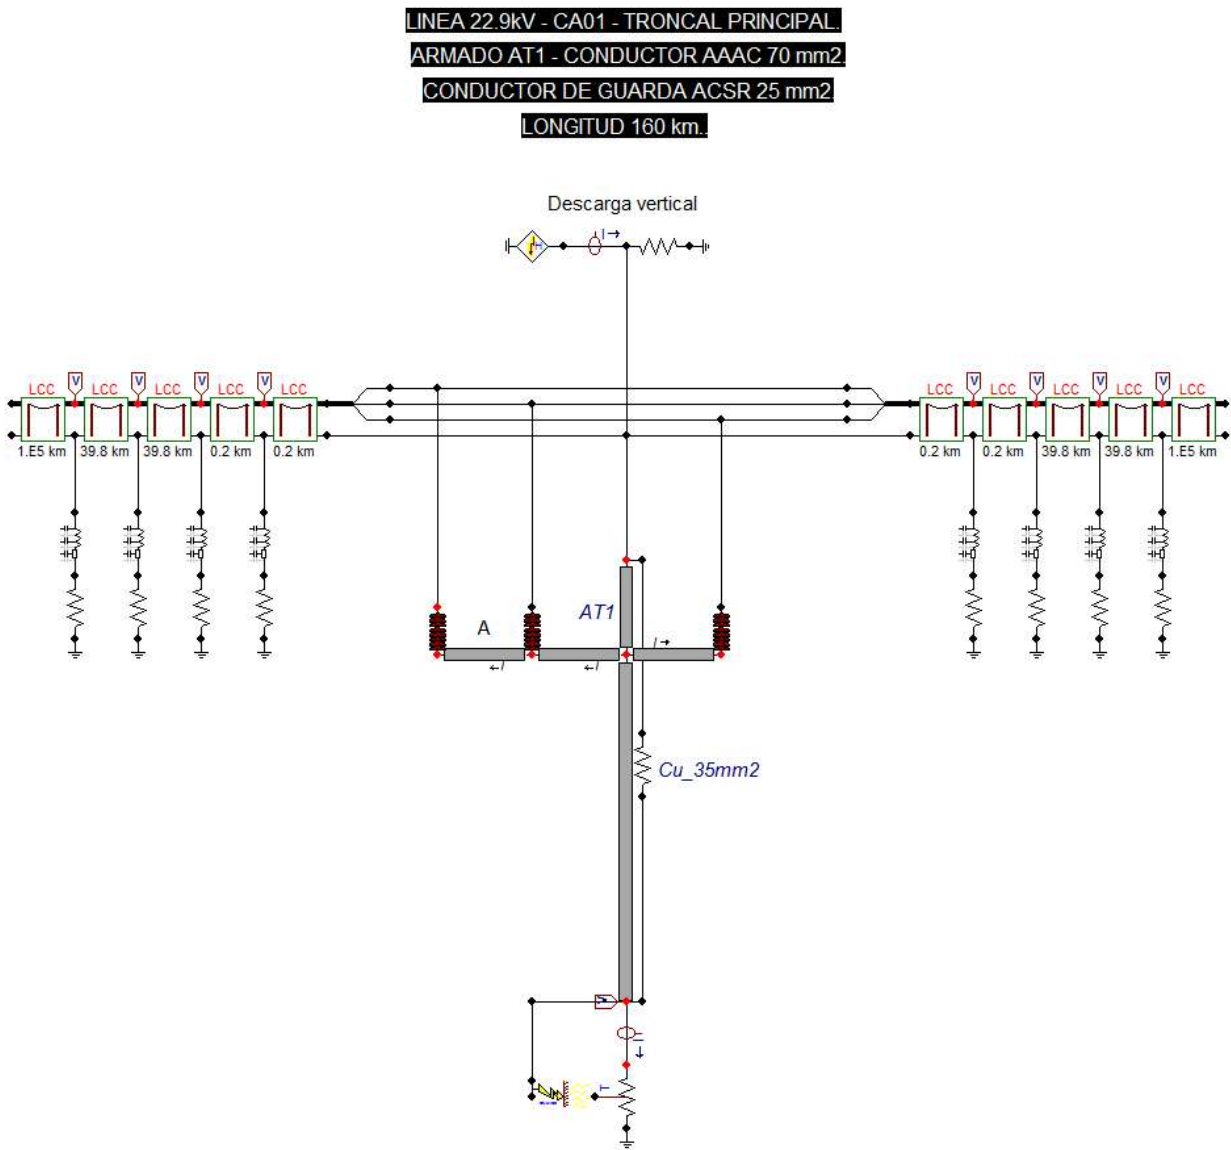 LINEA 22.9kV - CA01 - TRONCAL PRINCIPAL.
ARMADO AT1 - CONDUCTOR AAAC 70 mm2.
CONDUCTOR DE GUARDA ACSR 25 mm2.
LONGITUD 160 km..
Descarga vertical
H I
V V V V V V V V
LCC LCC LCC LCC LCC LCC LCC LCC LCC LCC
1.E5 km 39.8 km 39.8 km 0.2 km 0.2 km 0.2 km 0.2 km 39.8 km 39.8 km 1.E5 km
AT1
A
I I I
Cu_35mm2
V
I
T